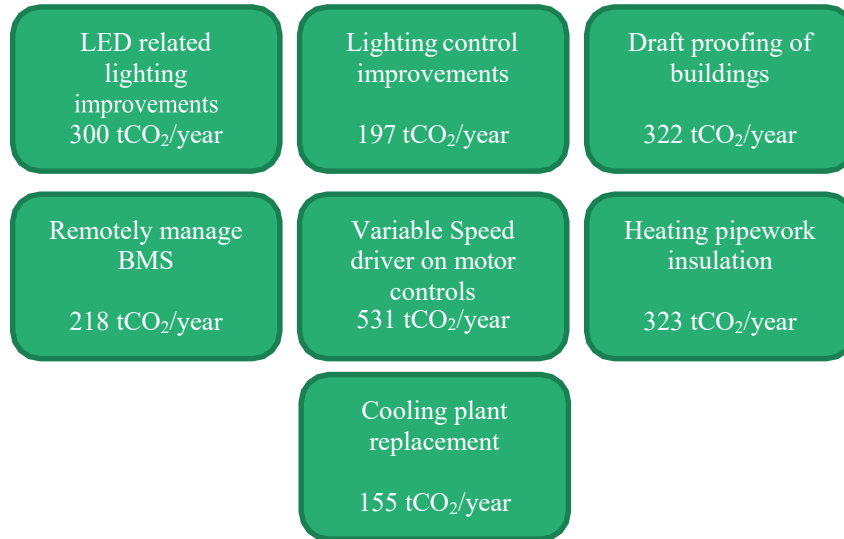 LED related
lighting
improvements
300 tCO₂/year
Lighting control
improvements
197 tCO₂/year
Draft proofing of
buildings
322 tCO₂/year
Remotely manage
BMS
218 tCO₂/year
Variable Speed
driver on motor
controls
531 tCO₂/year
Heating pipework
insulation
323 tCO₂/year
Cooling plant
replacement
155 tCO₂/year